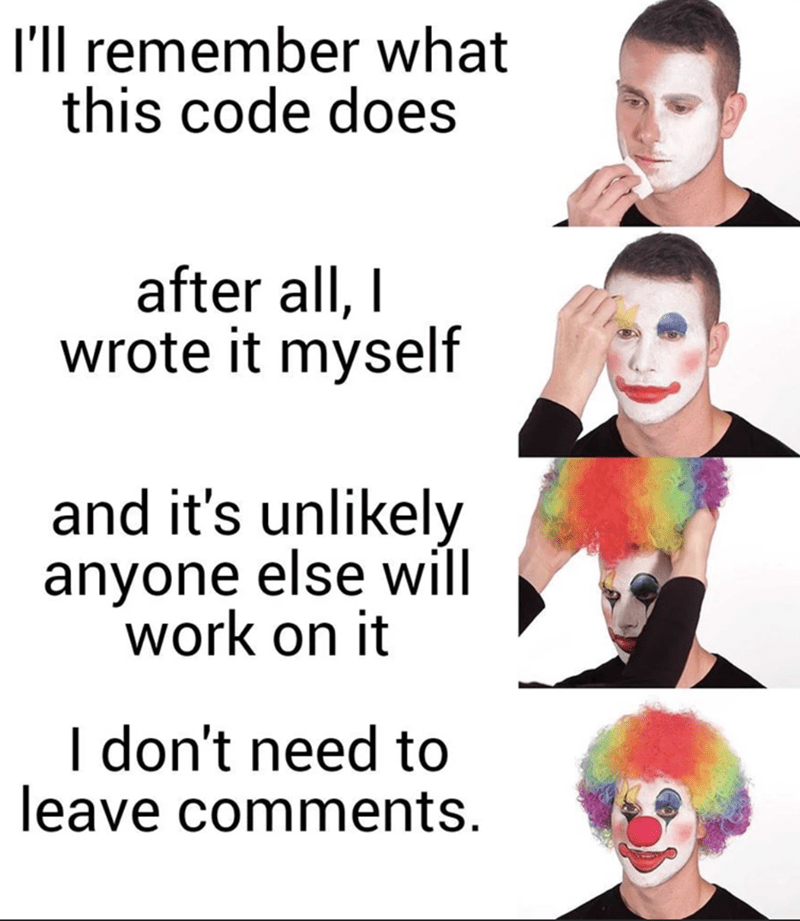 I'll remember what
this code does
after all, I
wrote it myself
and it's unlikely
anyone else will
work on it
I don't need to
leave comments.